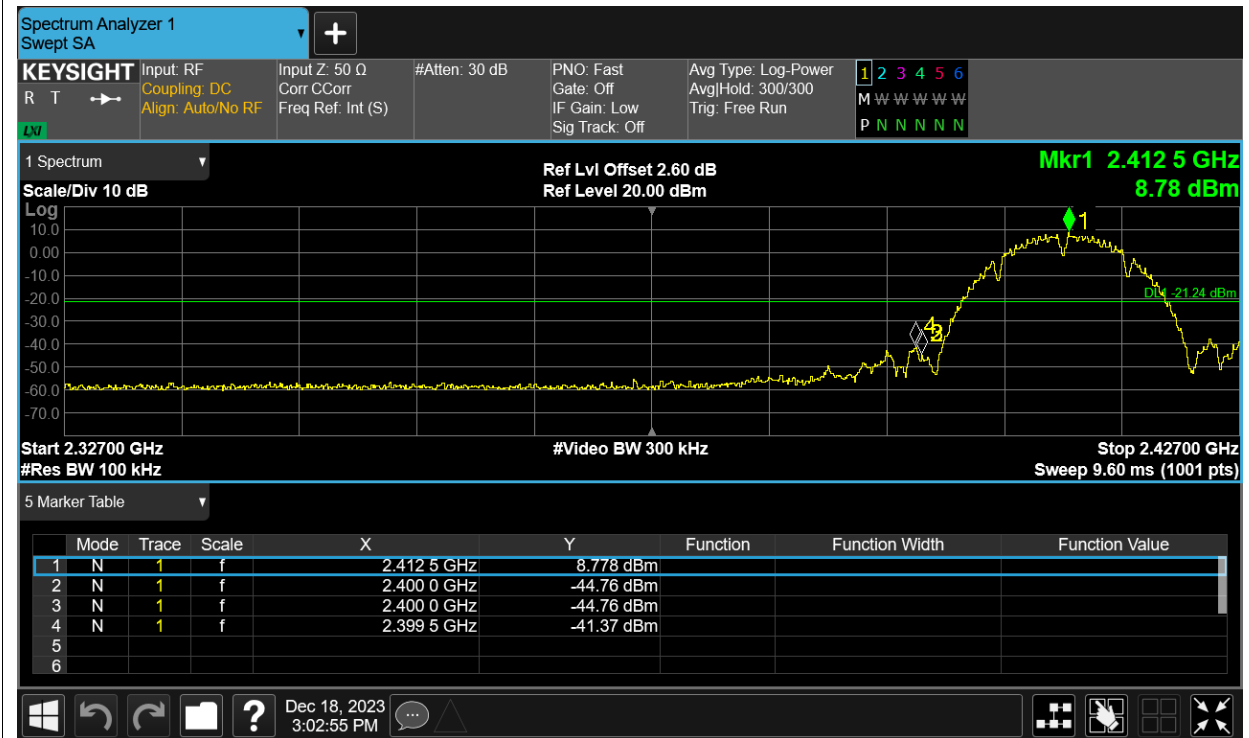 Spectrum Analyzer 1
Swept SA
+
KEYSIGHT Input: RF Input Z: 50 Ω #Atten: 30 dB PNO: Fast Avg Type: Log-Power 1 2 3 4 5 6
R T Coupling: DC Corr CCorr Gate: Off Avg|Hold: 300/300 M W W W W W
Align: Auto/No RF Freq Ref: Int (S) IF Gain: Low Trig: Free Run
LXI Sig Track: Off P N N N N N
1 Spectrum Ref Lvl Offset 2.60 dB Mkr1 2.412 5 GHz
Scale/Div 10 dB Ref Level 20.00 dBm 8.78 dBm
Log
1
10.0
0.00
-10.0
-20.0 DL1 -21.24 dBm
-30.0
4
-40.0
-50.0
-60.0
-70.0
Start 2.32700 GHz #Video BW 300 kHz Stop 2.42700 GHz
#Res BW 100 kHz Sweep 9.60 ms (1001 pts)
5 Marker Table
Mode Trace Scale X Y Function Function Width Function Value
1 N 1 f 2.412 5 GHz 8.778 dBm
2 N 1 f 2.400 0 GHz -44.76 dBm
3 N 1 f 2.400 0 GHz -44.76 dBm
4 N 1 f 2.399 5 GHz -41.37 dBm
5
6
? Dec 18, 2023
3:02:55 PM